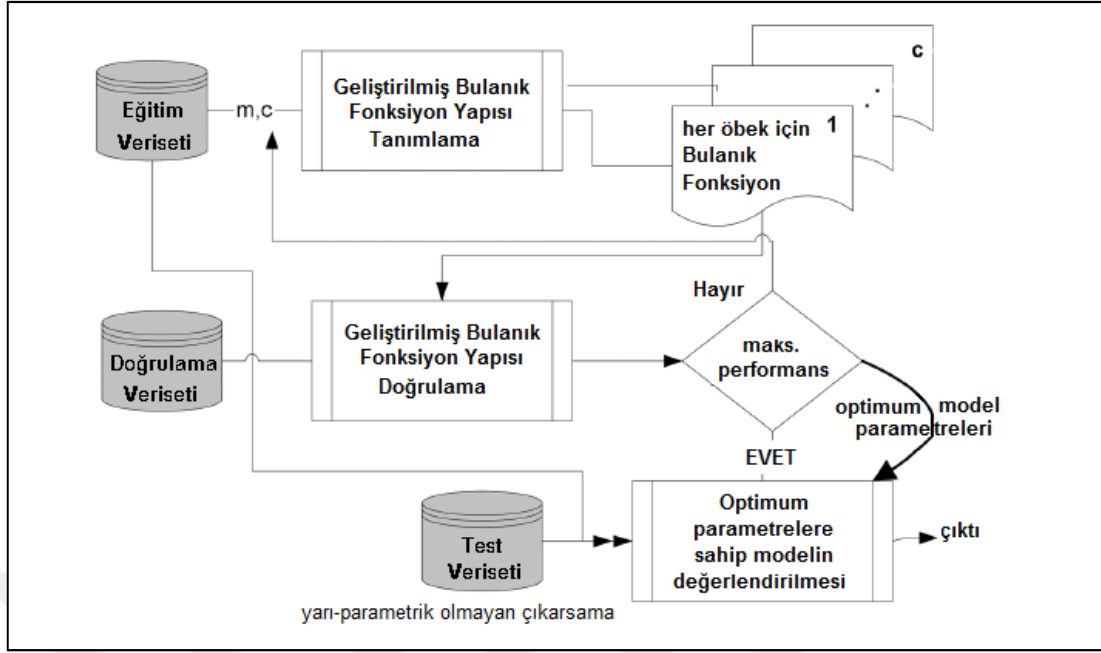 Eğitim
Veriseti
m,c
Geliştirilmiş Bulanık
Fonksiyon Yapısı
Tanımlama
c
. .
her öbek için 1
Bulanık
Fonksiyon
Hayır
Doğrulama
Veriseti
Geliştirilmiş Bulanık
Fonksiyon Yapısı
Doğrulama
maks.
performans
optimum model
parametreleri
EVET
Test
Veriseti
Optimum
parametrelere
sahip modelin
değerlendirilmesi
çıktı
yarı-parametrik olmayan çıkarsama